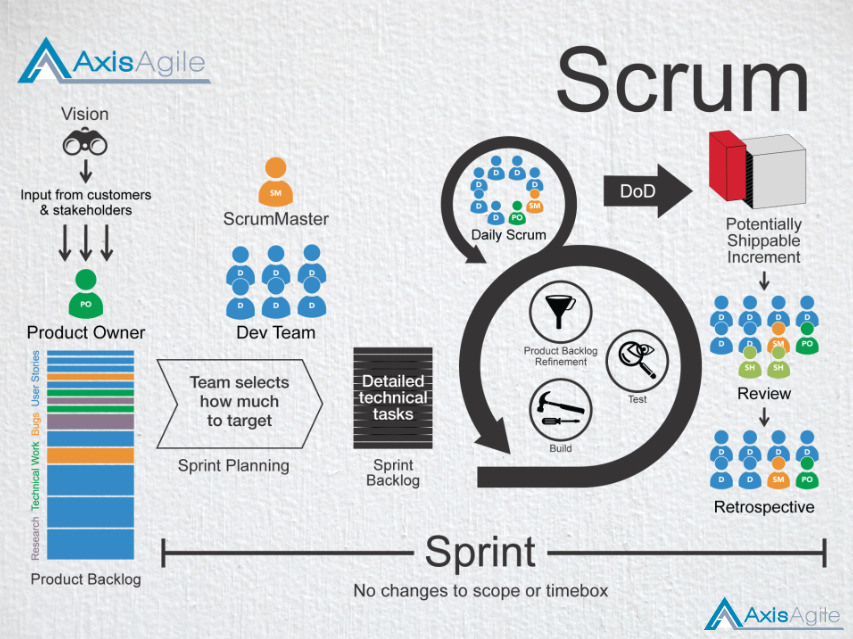 AxisAgile
Scrum
Vision
Input from customers
& stakeholders
PO
Product Owner
SM
ScrumMaster
D D D
D D D
Dev Team
D D
D D
D SM
D PO
Daily Scrum
DoD
Potentially
Shippable
Increment
D D D D
D D SM PO
SH SH
Review
D D SM PO
Retrospective
User Stories
Bugs
Technical Work
Research
Product Backlog
Team selects
how much
to target
Sprint Planning
Detailed
technical
tasks
Sprint
Backlog
Product Backlog
Refinement
Test
Build
Sprint
No changes to scope or timebox
AxisAgile